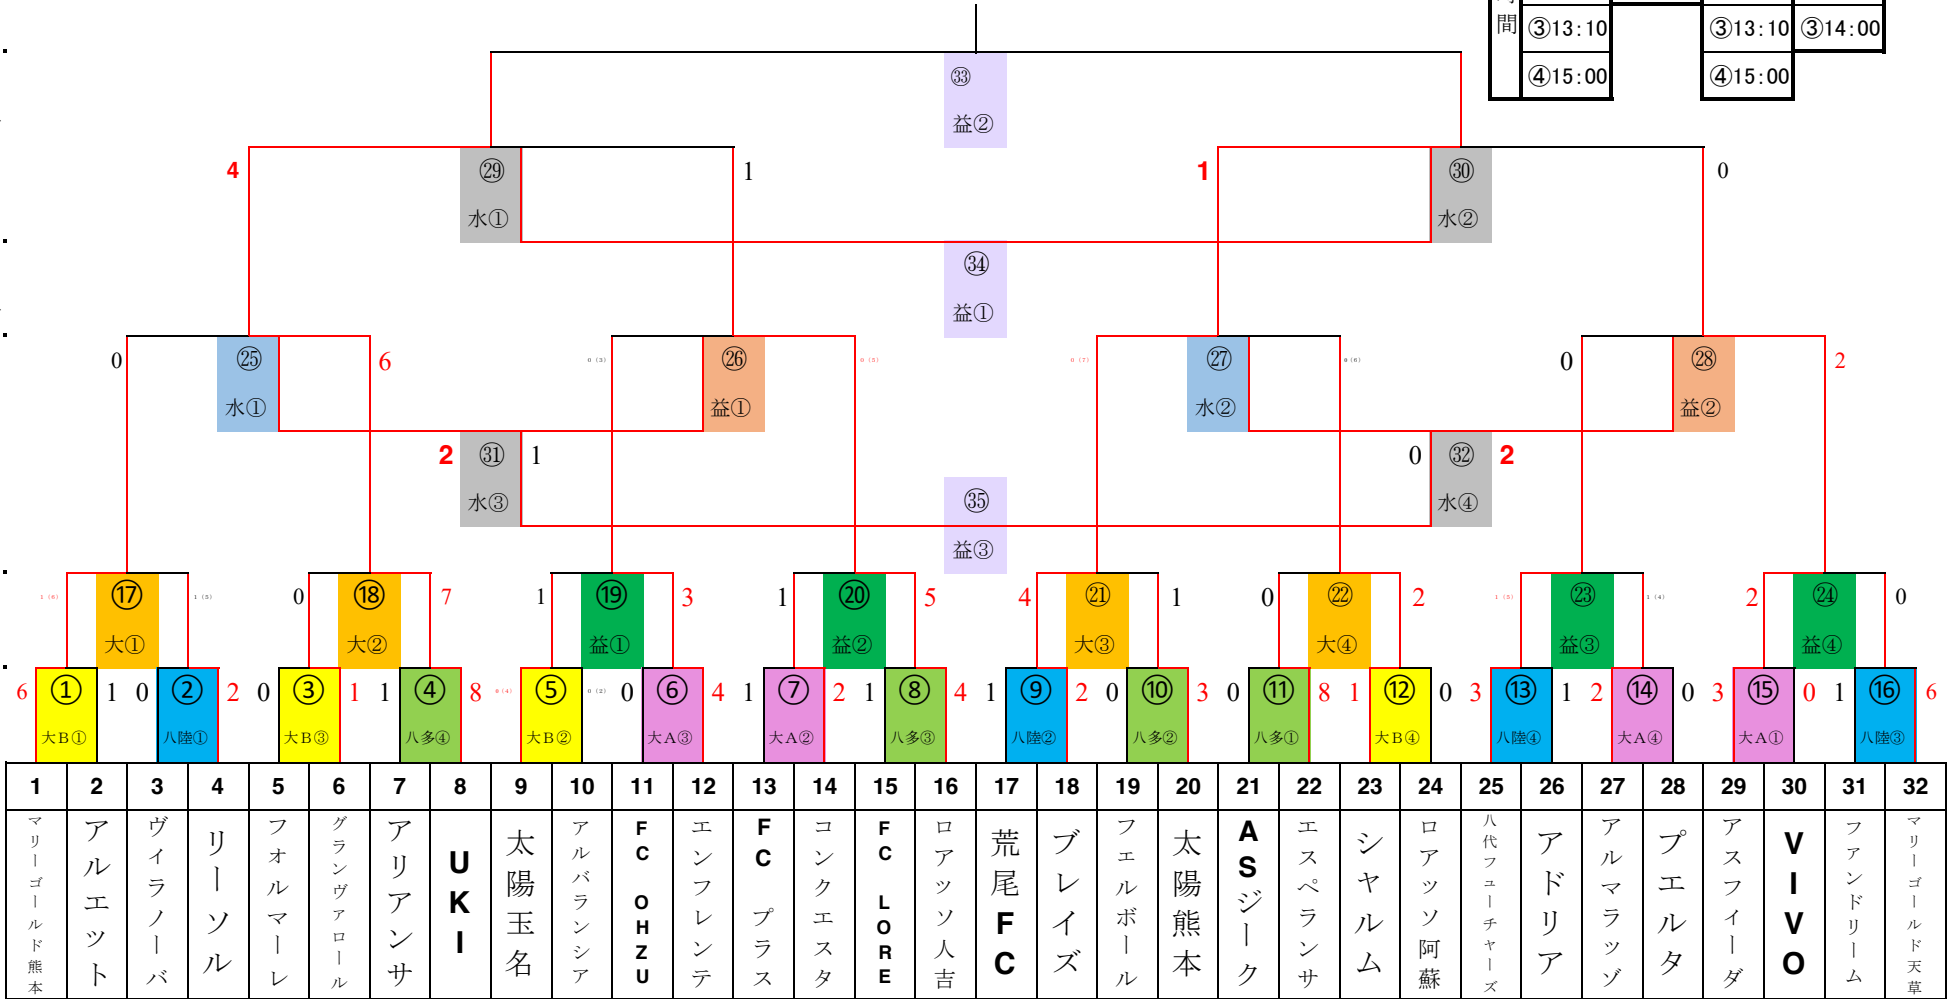 間 ③13:10 ③13:10 ③14:00
④15:00 ④15:00
㉝
益②
4 ㉙ 1 1 ㉚ 0
水① 水②
㉞
益①
0 ㉕ 6 0 (3) ㉖ 0 (5) 0 (7) ㉗ 0 (6) 0 ㉘ 2
水① 益① 水② 益②
2 ㉛ 1 0 ㉜ 2
水③ 水④
㉟
益③
1 (6) ⑰ 1 (5) 0 ⑱ 7 1 ⑲ 3 1 ⑳ 5 4 ㉑ 1 0 ㉒ 2 1 (5) ㉓ 1 (4) 2 ㉔ 0
大① 大② 益① 益② 大③ 大④ 益③ 益④
6 ① 1 0 ② 2 0 ③ 1 1 ④ 8 0 (4) ⑤ 0 (2) 0 ⑥ 4 1 ⑦ 2 1 ⑧ 4 1 ⑨ 2 0 ⑩ 3 0 ⑪ 8 1 ⑫ 0 3 ⑬ 1 2 ⑭ 0 3 ⑮ 0 1 ⑯ 6
大B① 八陸① 大B③ 八多④ 大B② 大A③ 大A② 八多③ 八陸② 八多② 八多① 大B④ 八陸④ 大A④ 大A① 八陸③
1 2 3 4 5 6 7 8 9 10 11 12 13 14 15 16 17 18 19 20 21 22 23 24 25 26 27 28 29 30 31 32
マリーゴールド熊本
アルエット
ヴィラノーバ
リーソル
フォルマーレ
グランヴァロール
アリアンサ
UKI
太陽玉名
アルバランシア
FC OHZU
エンフレンテ
FC プラス
コンクエスタ
FC LORE
ロアッソ人吉
荒尾FC
ブレイズ
フェルボール
太陽熊本
ASジーク
エスペランサ
シャルム
ロアッソ阿蘇
八代フューチャーズ
アドリア
アルマラッゾ
プエルタ
アスフィーダ
VIVO
ファンドリーム
マリーゴールド天草